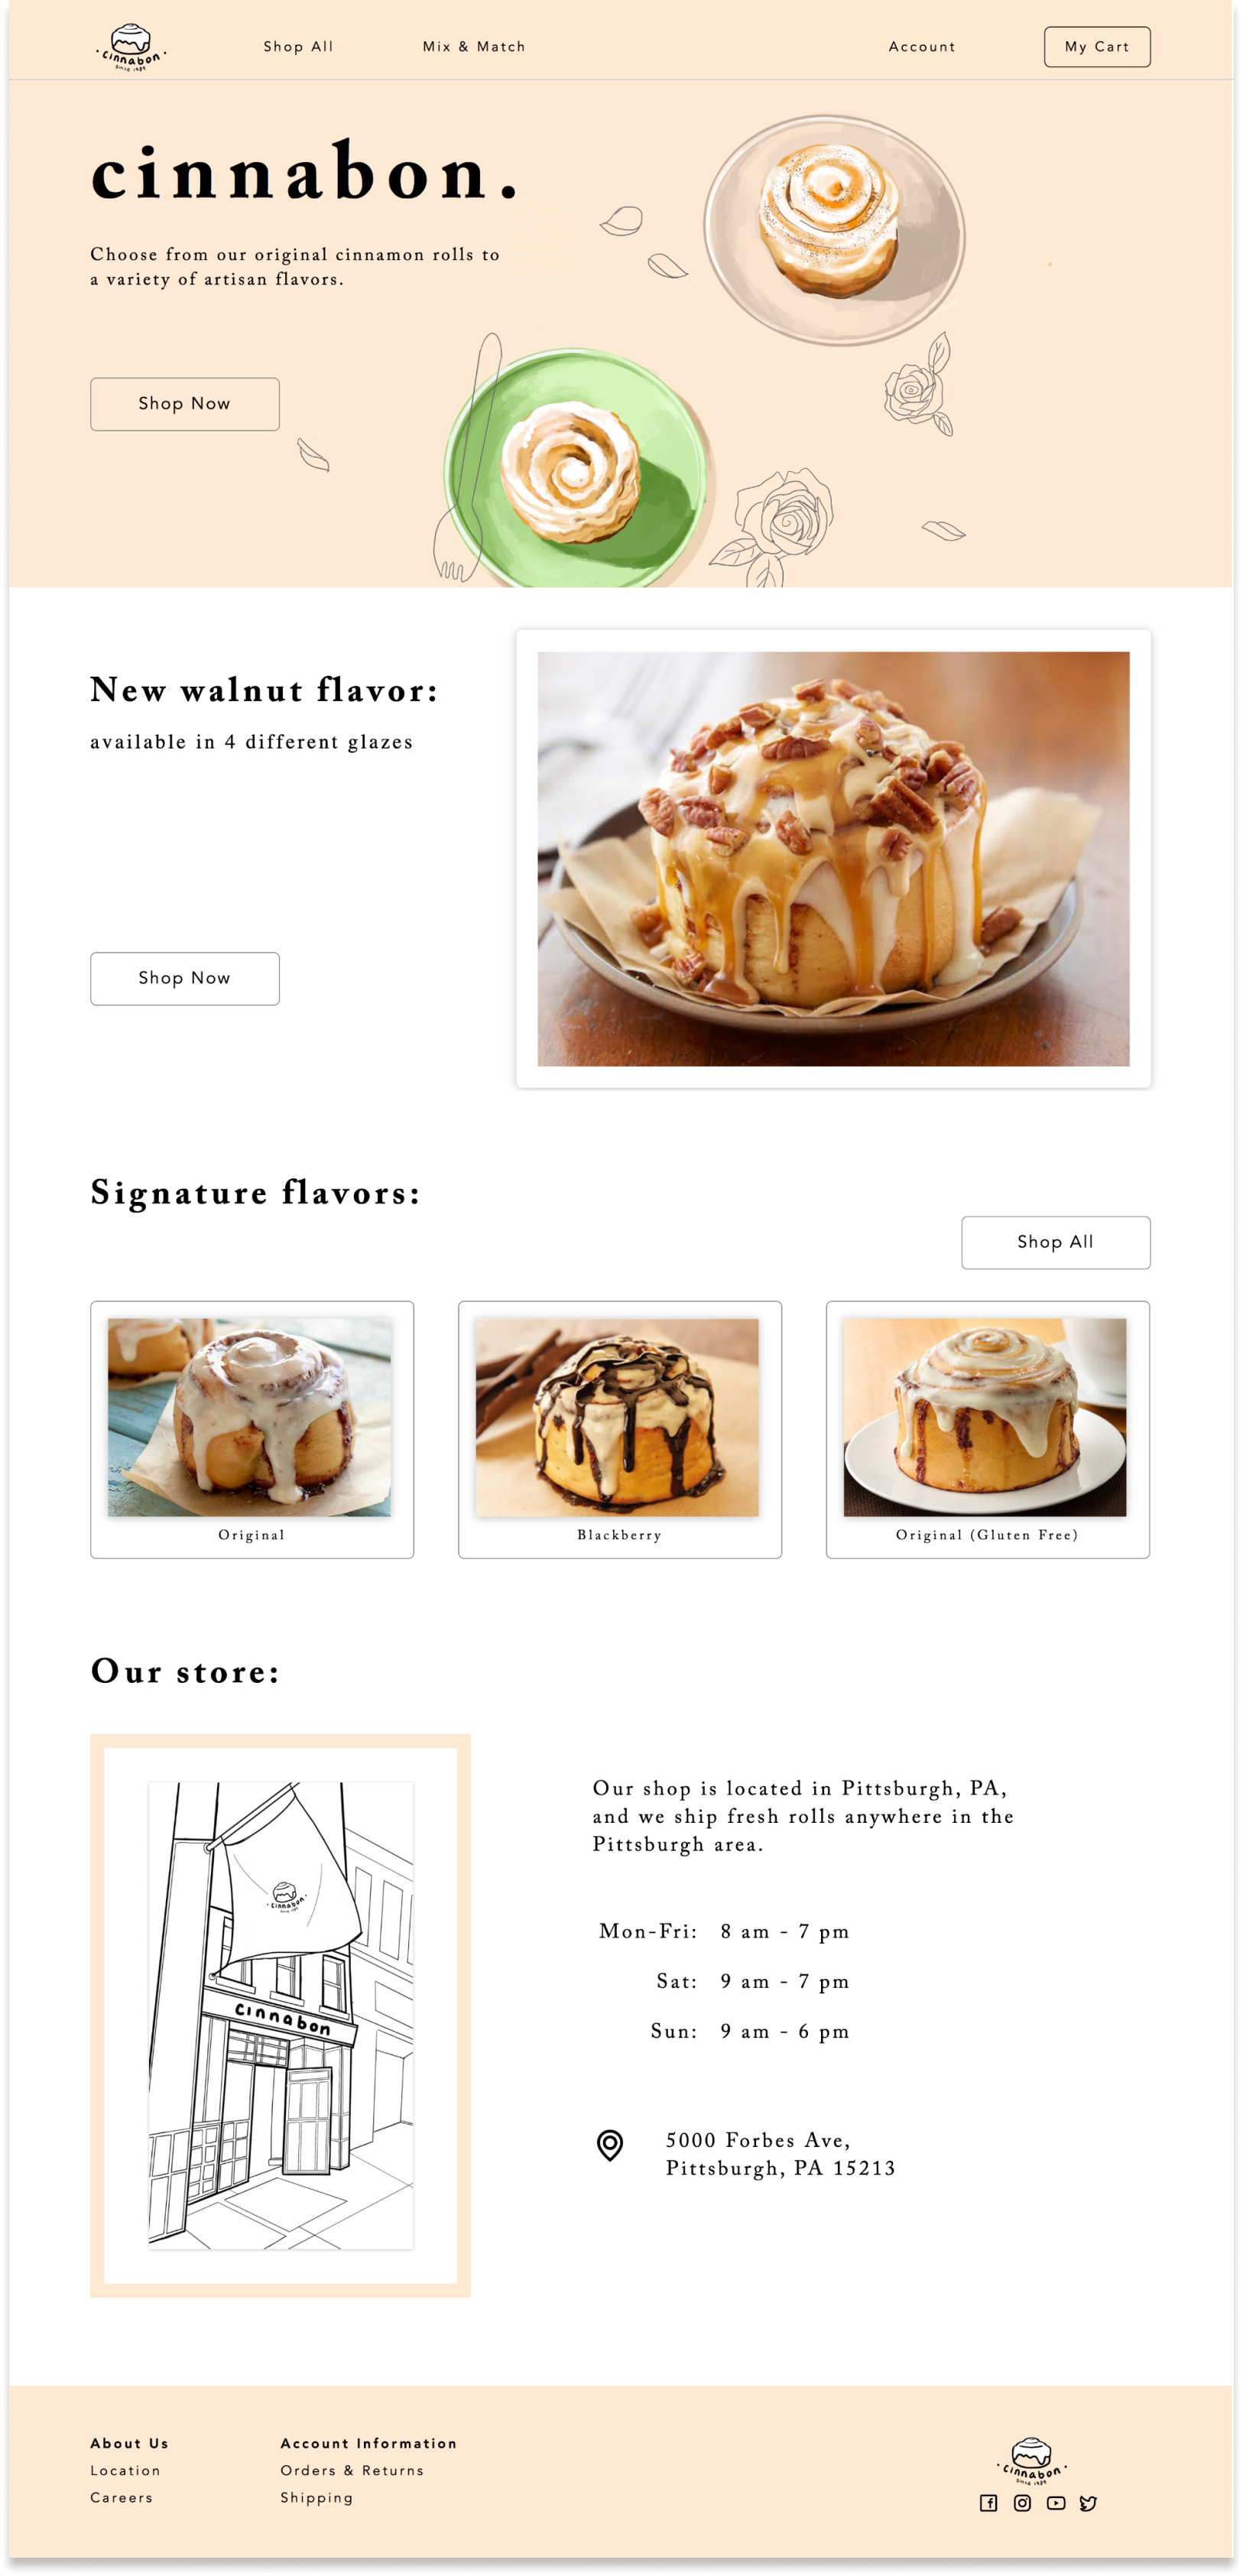 · cinnabon ·
since 1989
Shop All
Mix & Match
Account
My Cart
cinnabon.
Choose from our original cinnamon rolls to
a variety of artisan flavors.
Shop Now
New walnut flavor:
available in 4 different glazes
Shop Now
Signature flavors:
Shop All
Original
Blackberry
Original (Gluten Free)
Our store:
· cinnabon ·
cinnabon
Our shop is located in Pittsburgh, PA,
and we ship fresh rolls anywhere in the
Pittsburgh area.
Mon-Fri: 8 am - 7 pm
Sat: 9 am - 7 pm
Sun: 9 am - 6 pm
5000 Forbes Ave,
Pittsburgh, PA 15213
About Us
Location
Careers
Account Information
Orders & Returns
Shipping
· cinnabon ·
since 1989